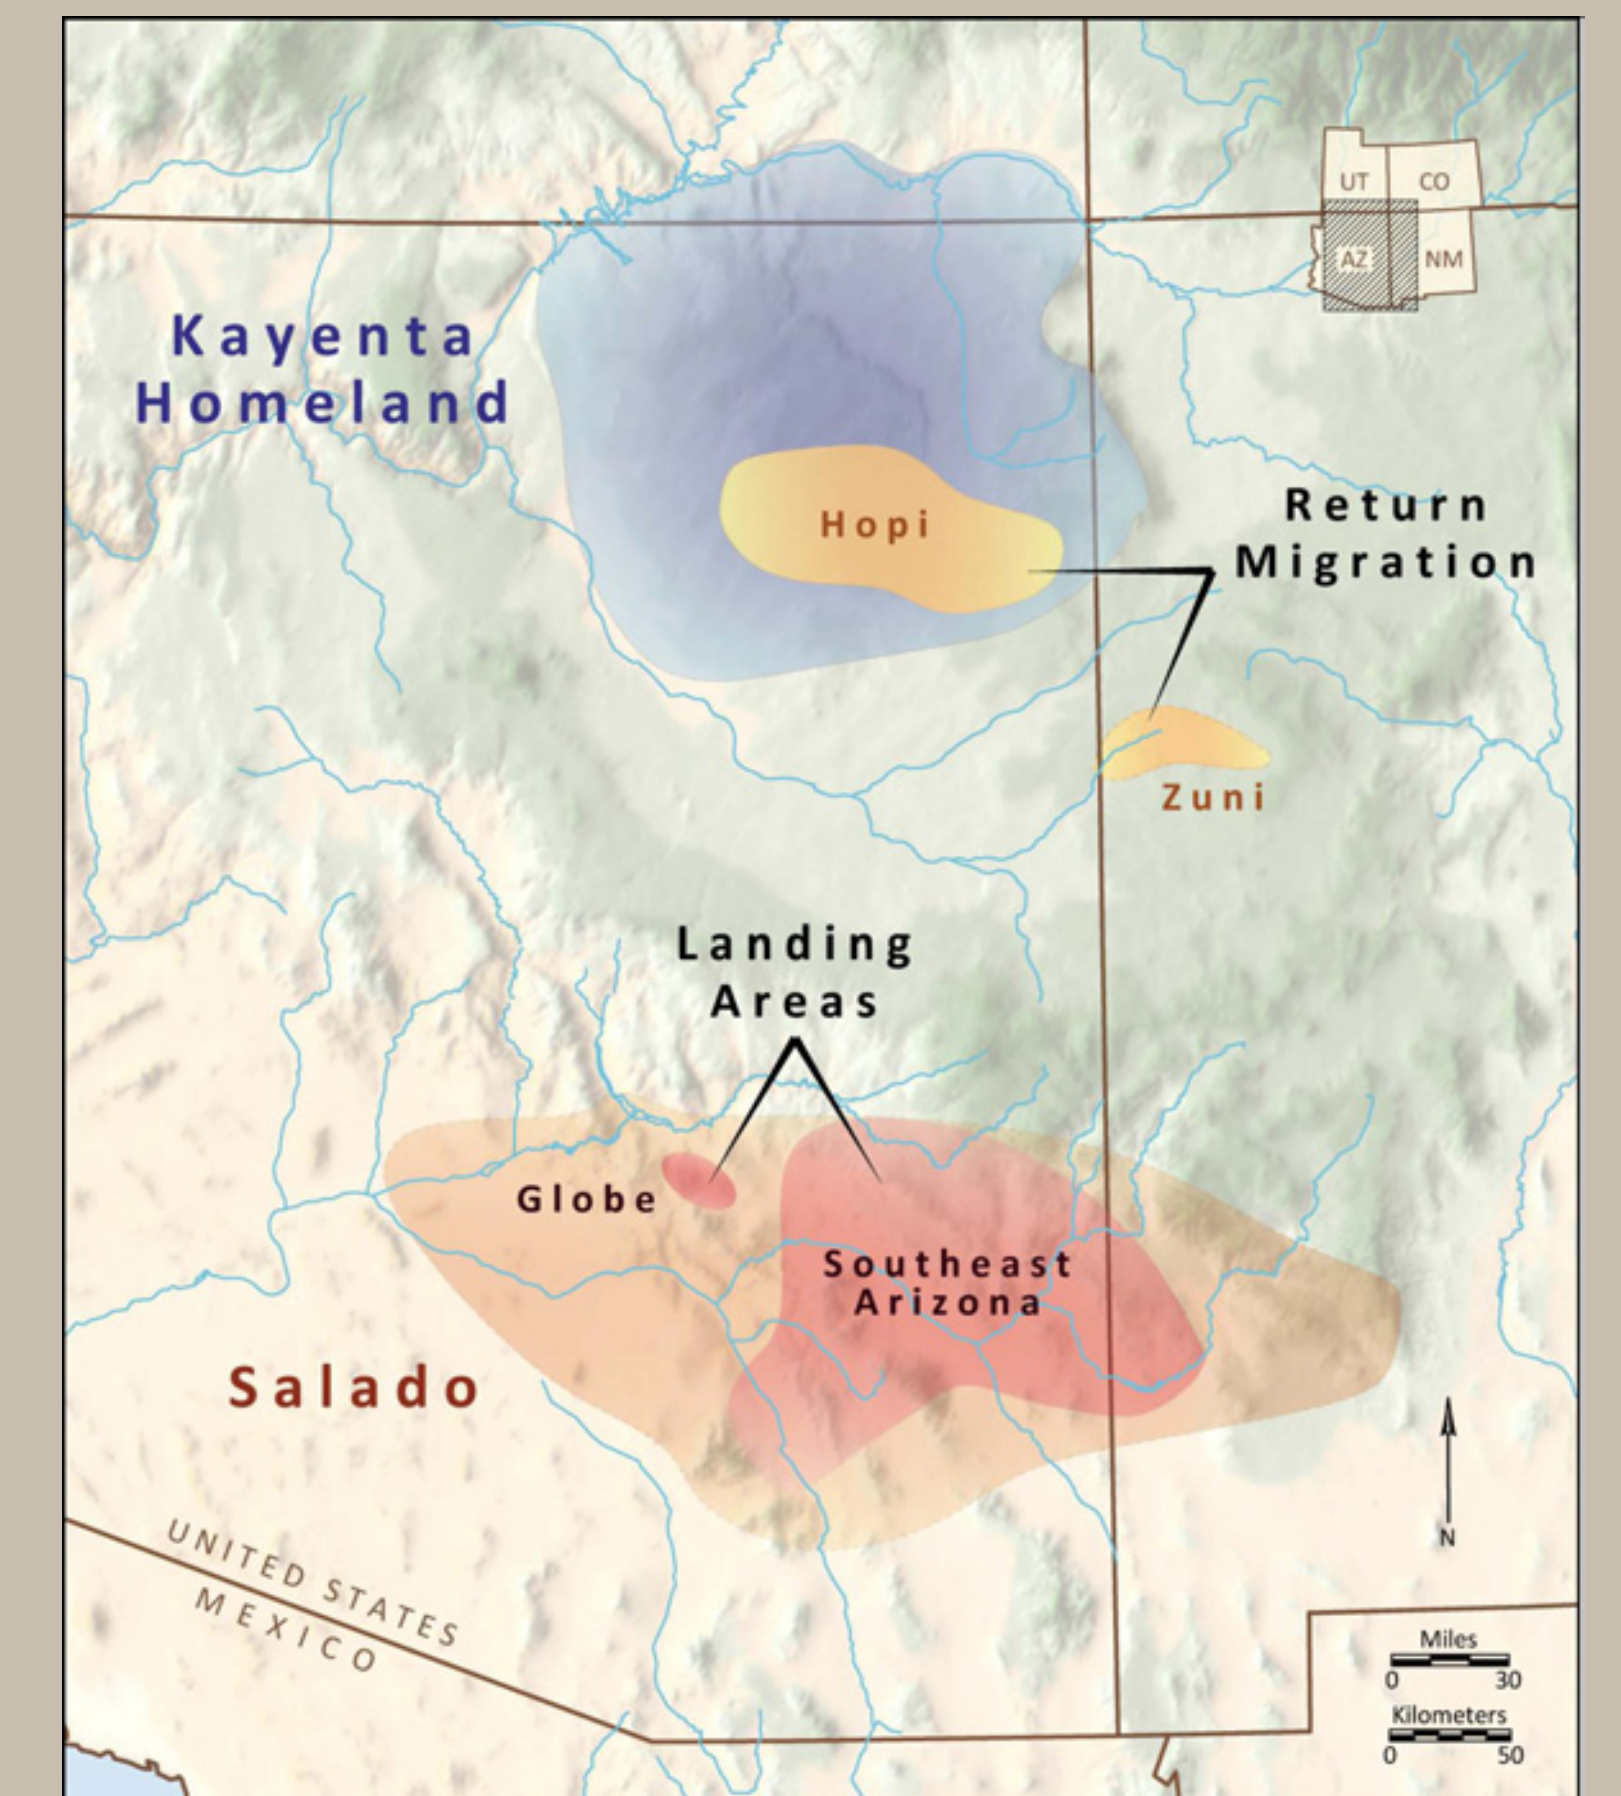 UT
CO
AZ
NM
Kayenta
Homeland
Return
Migration
Hopi
Zuni
Landing
Areas
Globe
Southeast
Arizona
Salado
N
UNITED STATES
MEXICO
Miles
0 30
Kilometers
0 50